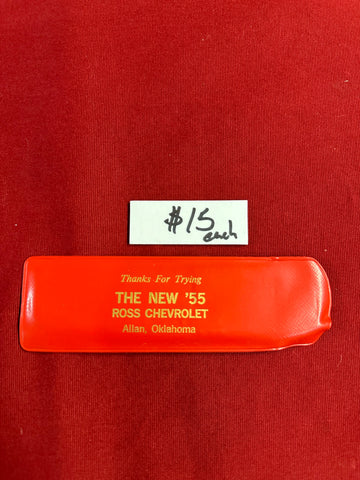 $15
each
Thanks For Trying
THE NEW '55
ROSS CHEVROLET
Allan, Oklahoma